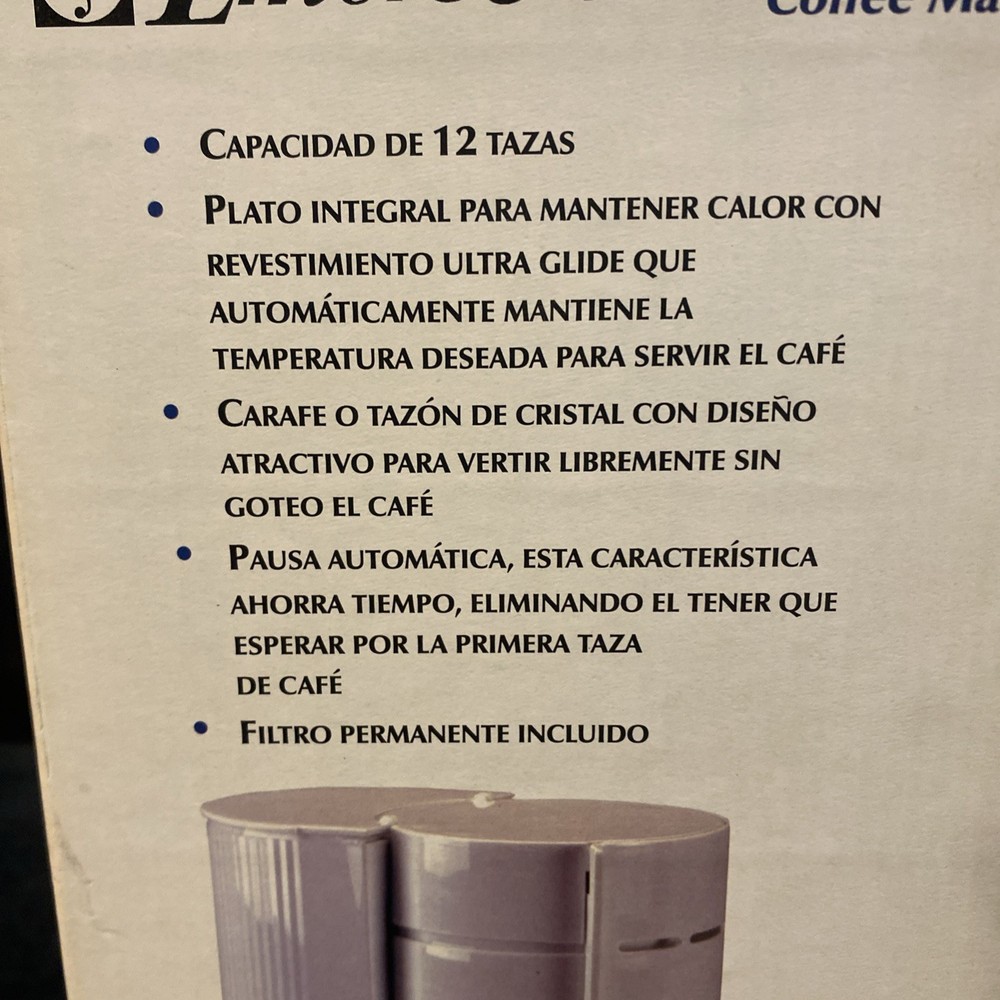 CAPACIDAD DE 12 TAZAS
PLATO INTEGRAL PARA MANTENER CALOR CON
REVESTIMIENTO ULTRA GLIDE QUE
AUTOMÁTICAMENTE MANTIENE LA
TEMPERATURA DESEADA PARA SERVIR EL CAFÉ
CARAFE O TAZÓN DE CRISTAL CON DISEÑO
ATRACTIVO PARA VERTIR LIBREMENTE SIN
GOTEO EL CAFÉ
PAUSA AUTOMÁTICA, ESTA CARACTERÍSTICA
AHORRA TIEMPO, ELIMINANDO EL TENER QUE
ESPERAR POR LA PRIMERA TAZA
DE CAFÉ
FILTRO PERMANENTE INCLUIDO